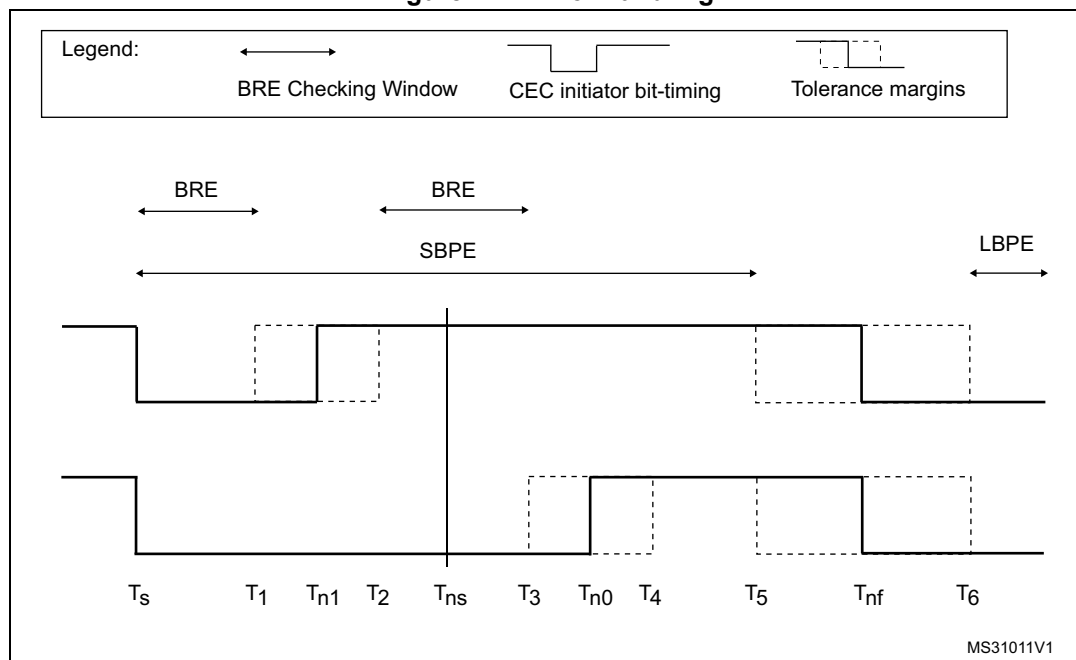 Legend:
BRE Checking Window
CEC initiator bit-timing
Tolerance margins
BRE
BRE
SBPE
LBPE
Ts
T1
Tn1
T2
Tns
T3
Tn0
T4
T5
Tnf
T6
MS31011V1